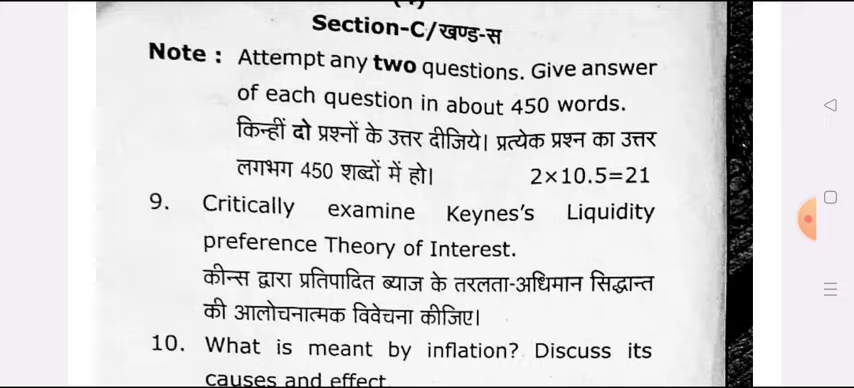 Section-C/खण्ड-स
Note : Attempt any two questions. Give answer
of each question in about 450 words.
किन्हीं दो प्रश्नों के उत्तर दीजिये। प्रत्येक प्रश्न का उत्तर
लगभग 450 शब्दों में हो। 2×10.5=21
9. Critically examine Keynes's Liquidity
preference Theory of Interest.
कीन्स द्वारा प्रतिपादित ब्याज के तरलता-अधिमान सिद्धान्त
की आलोचनात्मक विवेचना कीजिए।
10. What is meant by inflation? Discuss its
causes and effect.